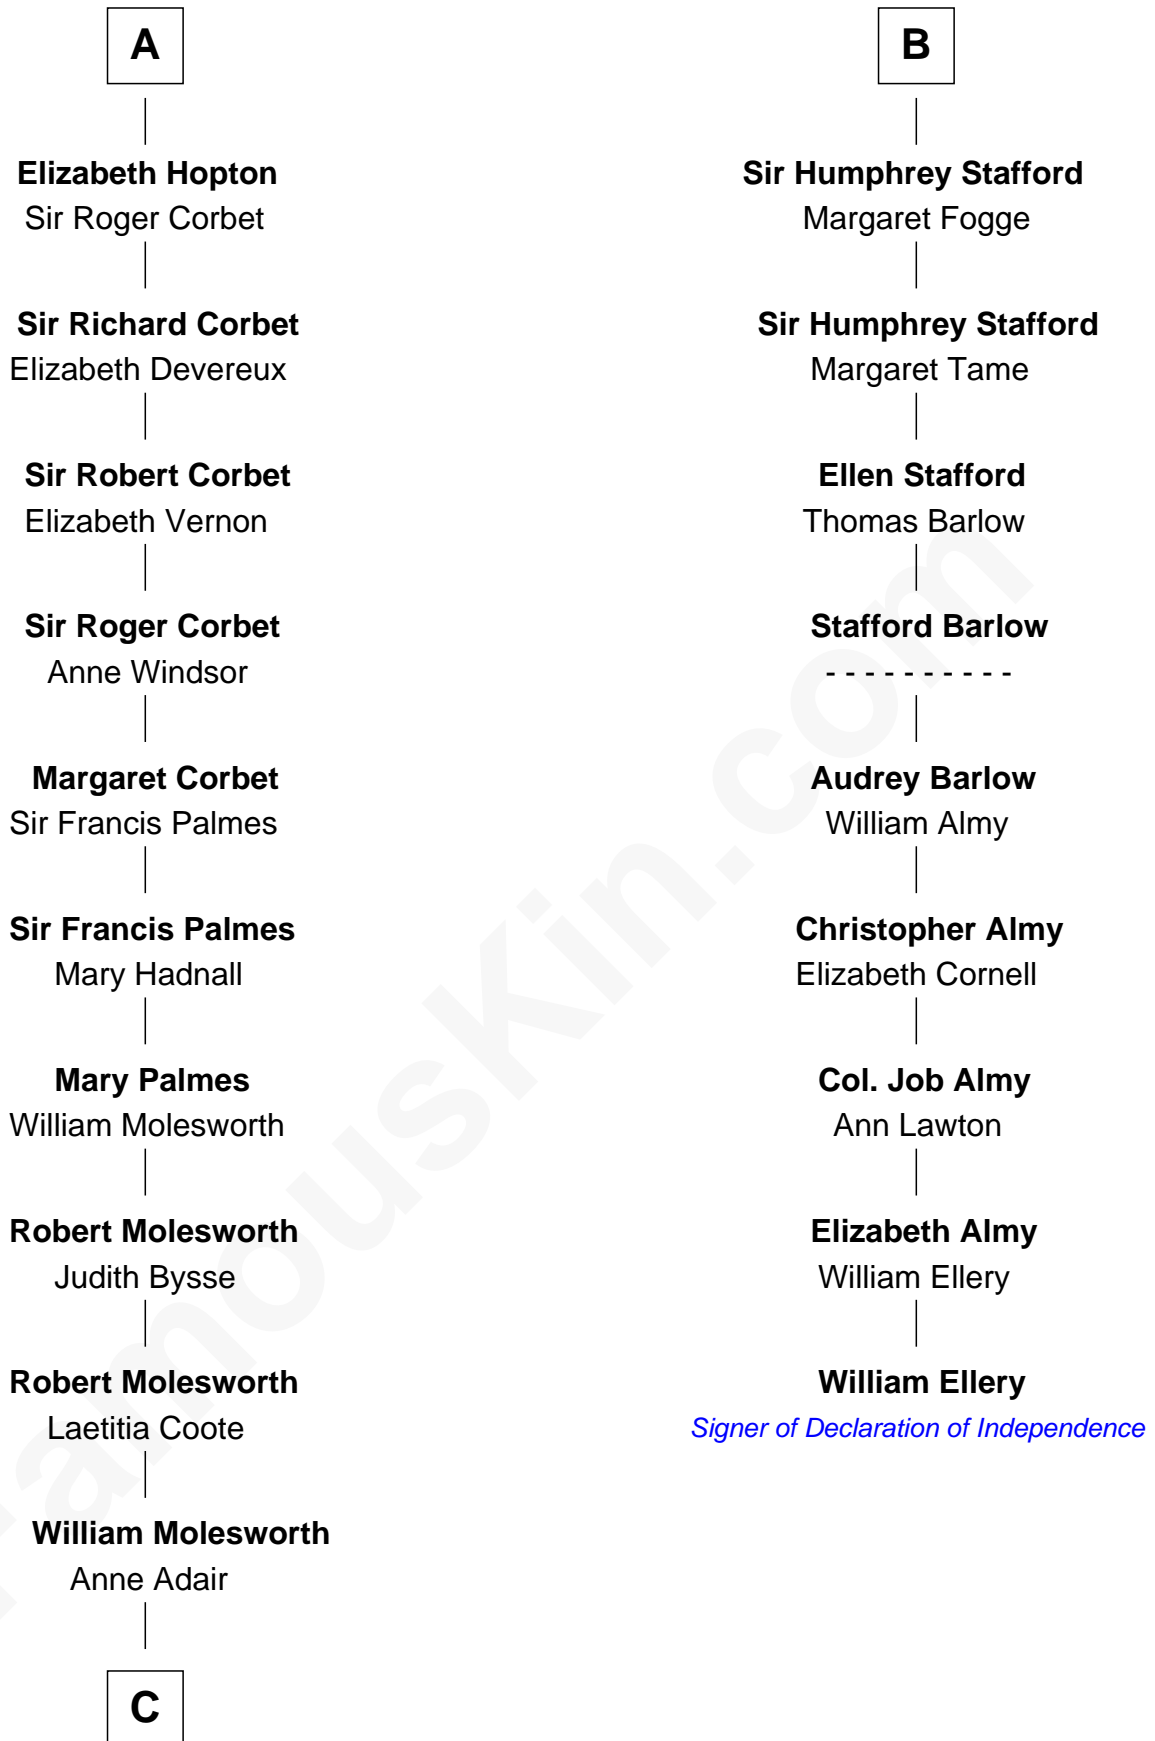 A
Elizabeth Hopton
Sir Roger Corbet
Sir Richard Corbet
Elizabeth Devereux
Sir Robert Corbet
Elizabeth Vernon
Sir Roger Corbet
Anne Windsor
Margaret Corbet
Sir Francis Palmes
Sir Francis Palmes
Mary Hadnall
Mary Palmes
William Molesworth
Robert Molesworth
Judith Bysse
Robert Molesworth
Laetitia Coote
William Molesworth
Anne Adair
C
B
Sir Humphrey Stafford
Margaret Fogge
Sir Humphrey Stafford
Margaret Tame
Ellen Stafford
Thomas Barlow
Stafford Barlow
- - - - - - - - - -
Audrey Barlow
William Almy
Christopher Almy
Elizabeth Cornell
Col. Job Almy
Ann Lawton
Elizabeth Almy
William Ellery
William Ellery
Signer of Declaration of Independence
FamousKin.com